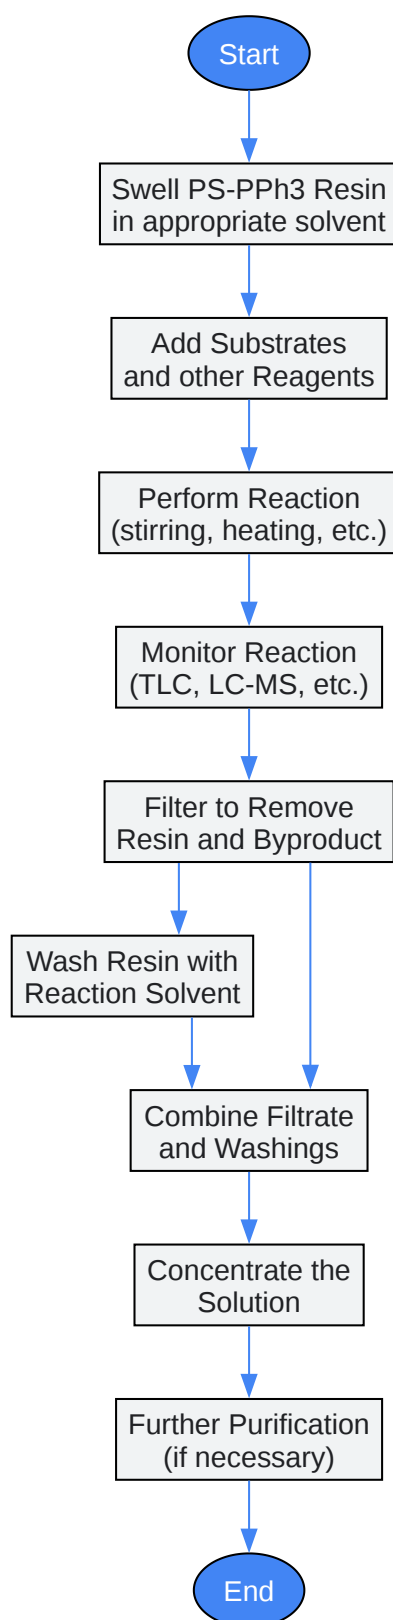 Start
Swell PS-PPh3 Resin
in appropriate solvent
Add Substrates
and other Reagents
Perform Reaction
(stirring, heating, etc.)
Monitor Reaction
(TLC, LC-MS, etc.)
Filter to Remove
Resin and Byproduct
Wash Resin with
Reaction Solvent
Combine Filtrate
and Washings
Concentrate the
Solution
Further Purification
(if necessary)
End